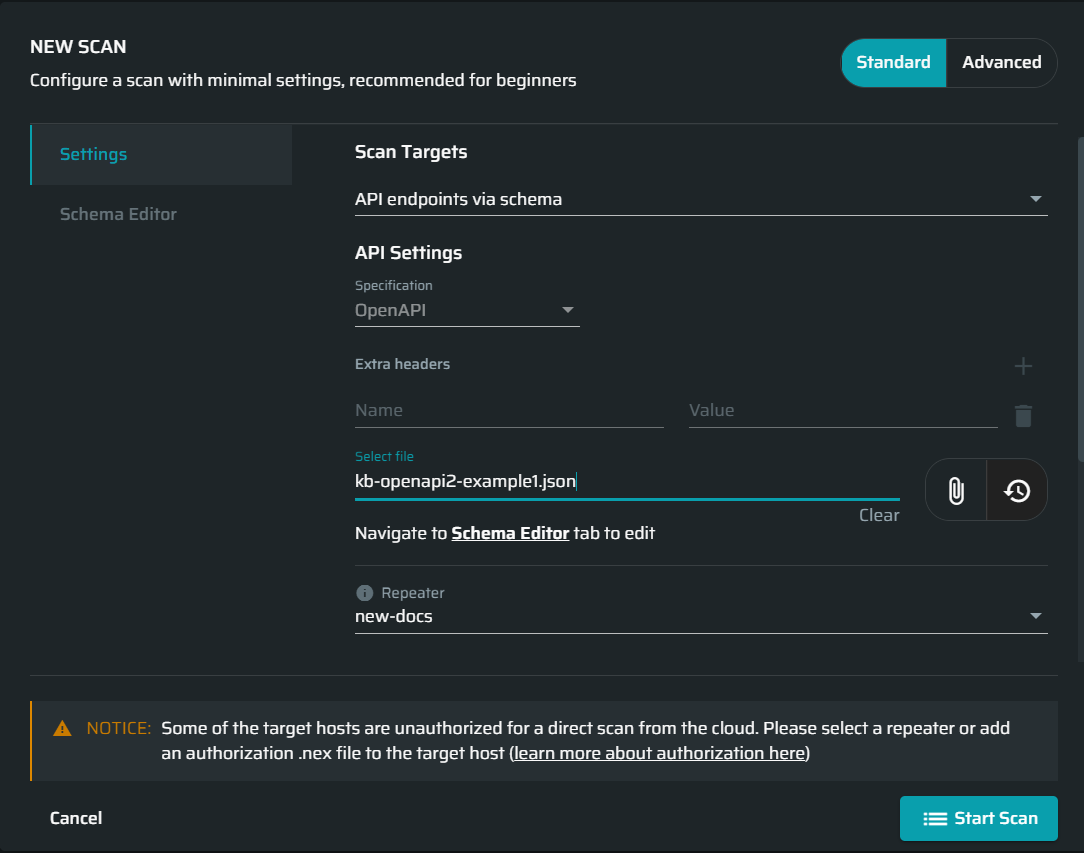 NEW SCAN
Configure a scan with minimal settings, recommended for beginners
Standard
Advanced
Settings
Schema Editor
Scan Targets
API endpoints via schema
API Settings
Specification
OpenAPI
Extra headers
Name
Value
Select file
kb-openapi2-example1.json
Clear
Navigate to Schema Editor tab to edit
Repeater
new-docs
NOTICE: Some of the target hosts are unauthorized for a direct scan from the cloud. Please select a repeater or add
an authorization .nex file to the target host (learn more about authorization here)
Cancel
Start Scan